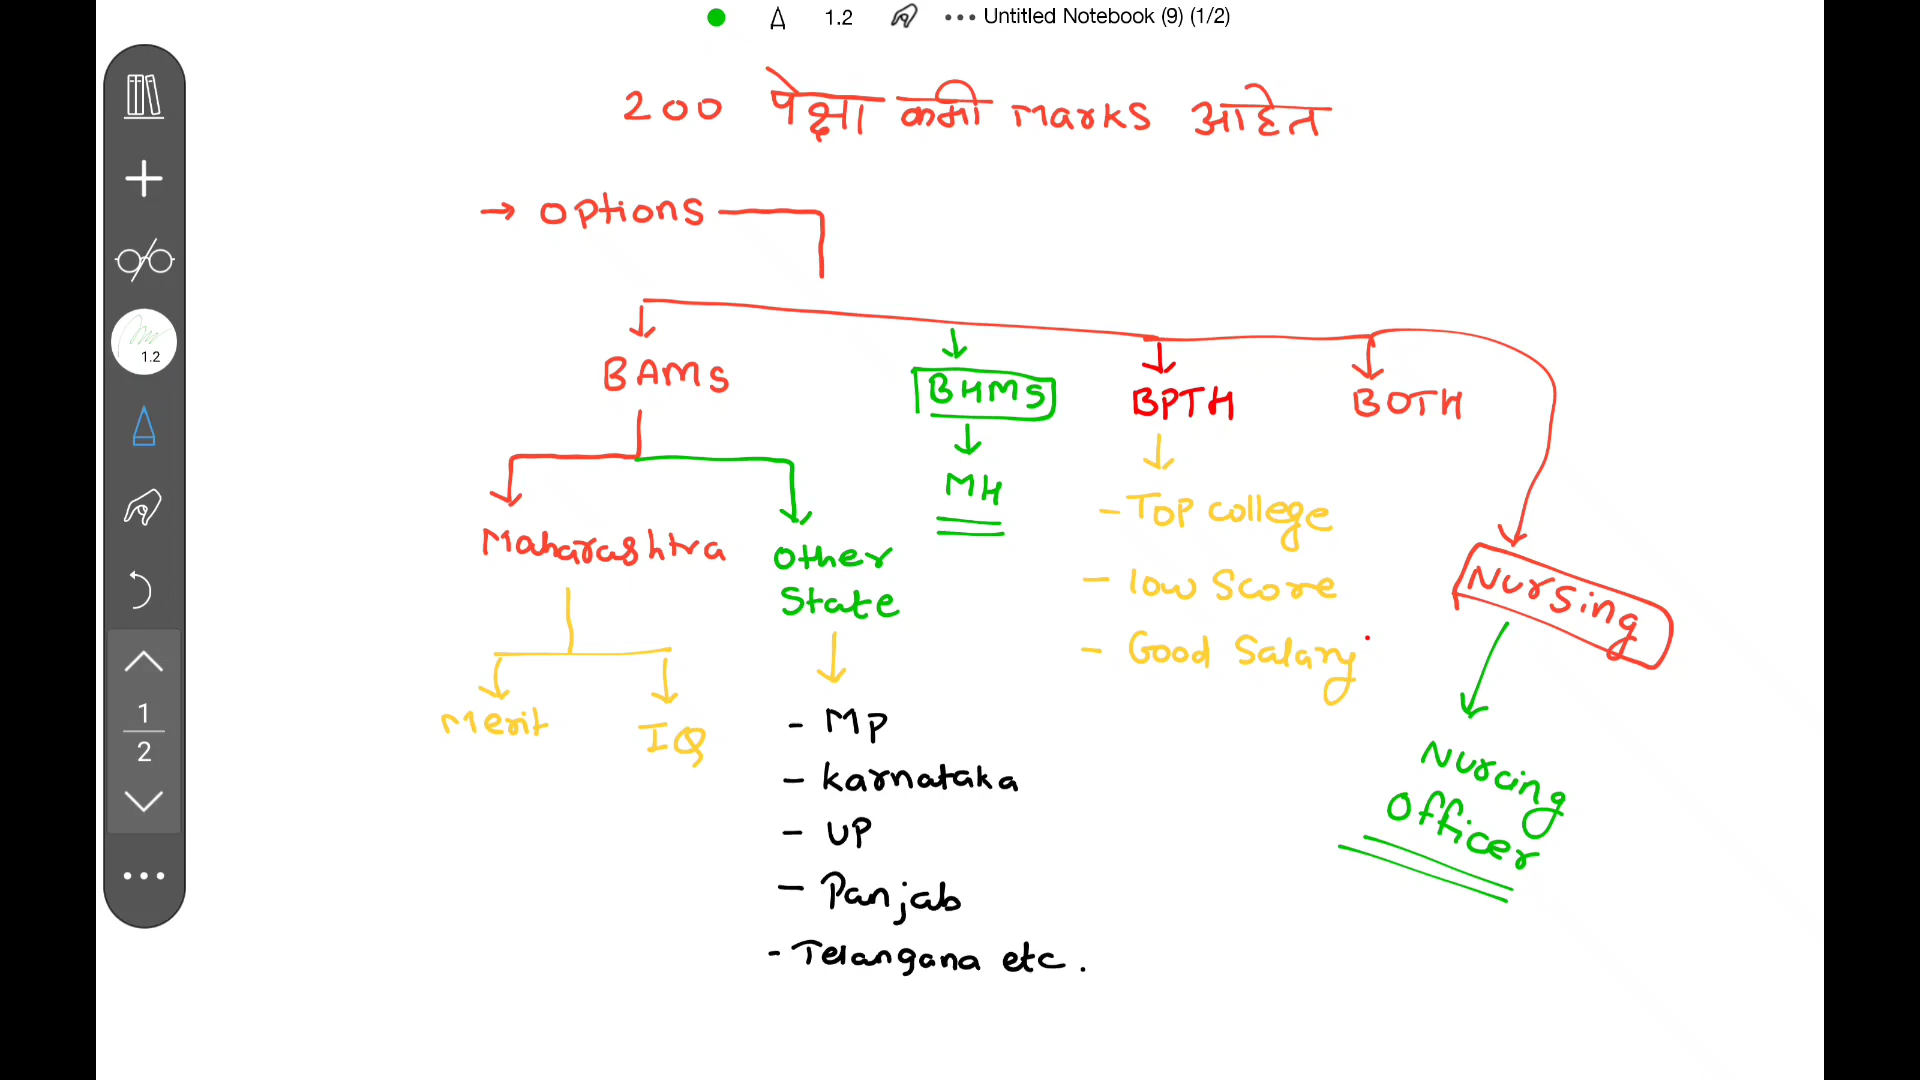 1.2 ••• Untitled Notebook (9) (1/2)
200 पेक्षा कमी Marks आहेत
→ Options
BAMS
BHMS
BPTH
BOTH
Maharashtra
Other
State
MH
- Top college
- low Score
- Good Salary
Nursing
Merit
IQ
- MP
- Karnataka
- UP
- Panjab
- Telangana etc.
Nurcing
Officer
1.2
1
2